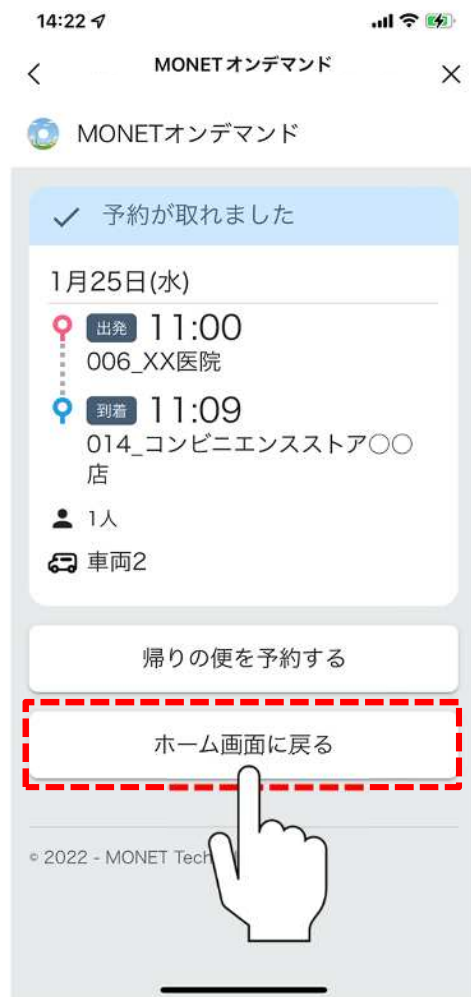 14:22
MONETオンデマンド
MONETオンデマンド
予約が取れました
1月25日(水)
出発 11:00
006_XX医院
到着 11:09
014_コンビニエンスストア〇〇
店
1人
車両2
帰りの便を予約する
ホーム画面に戻る
© 2022 - MONET Tech